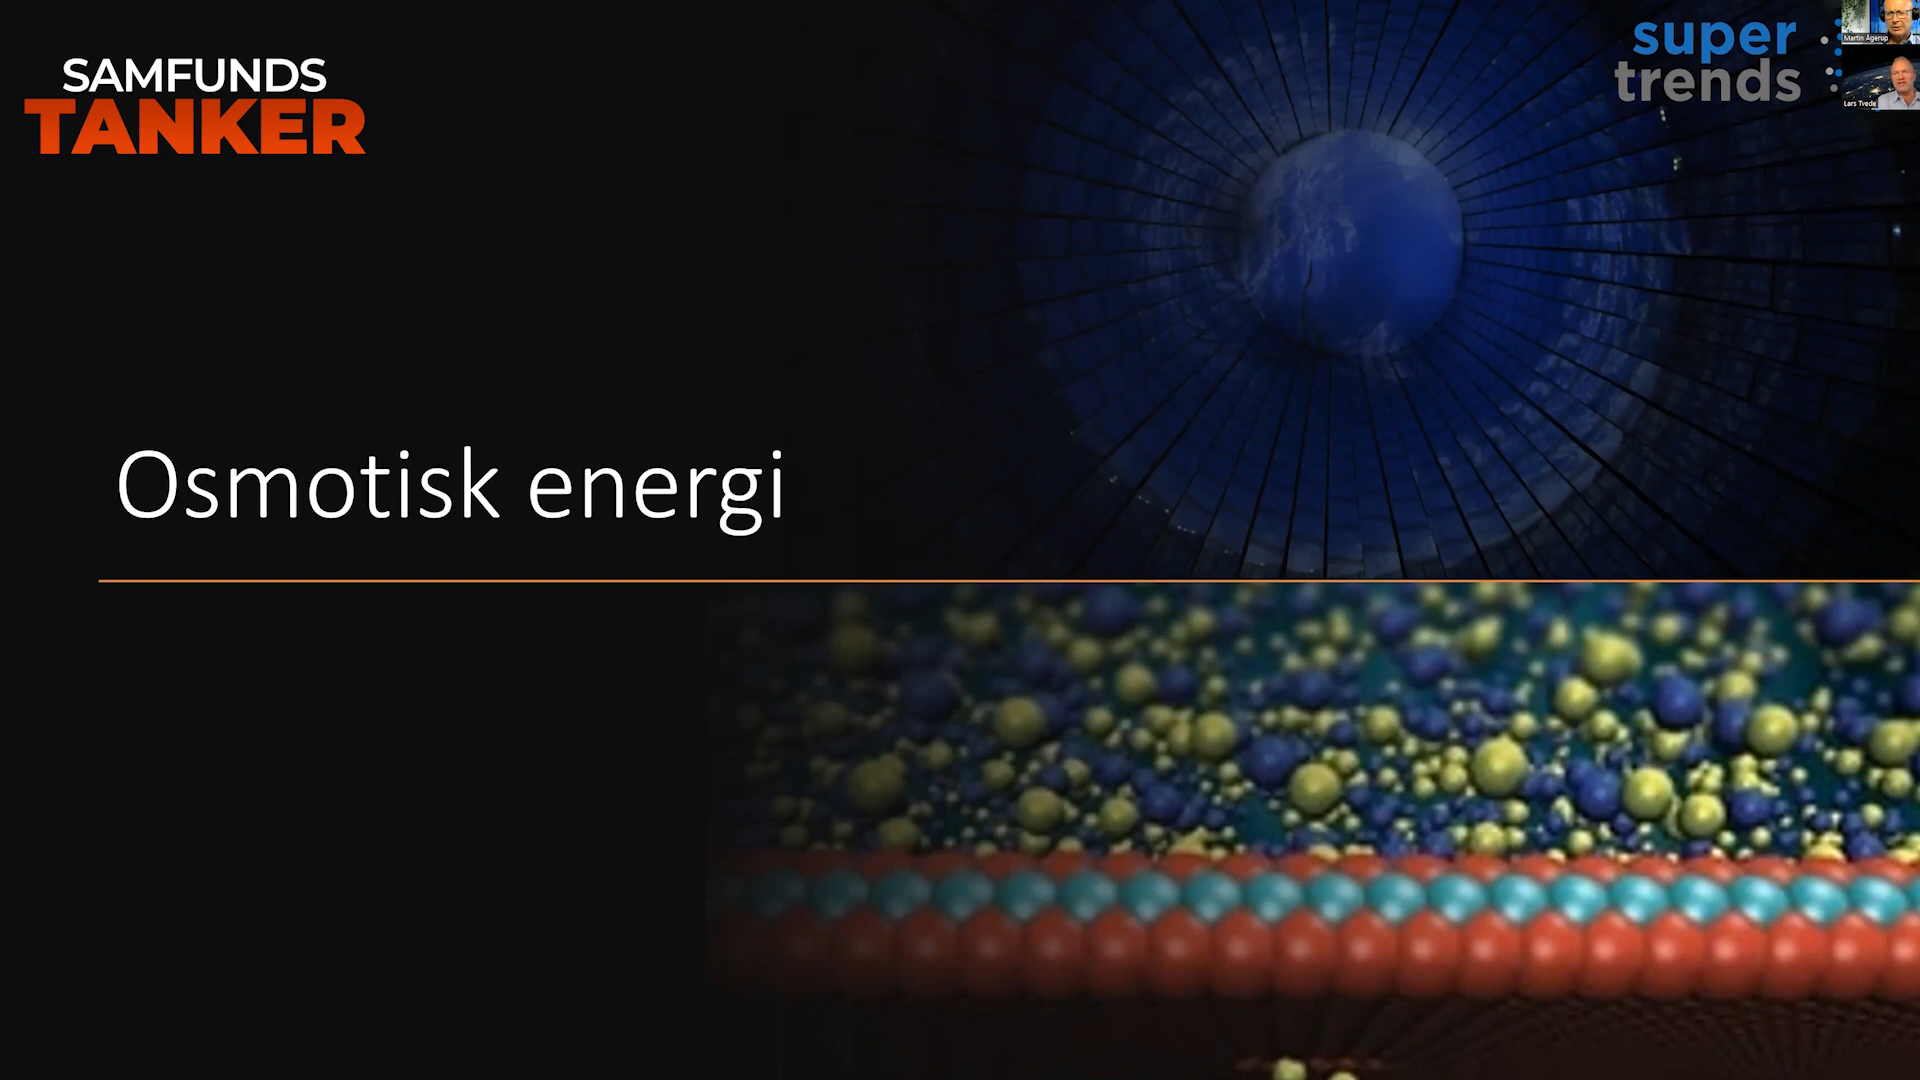 SAMFUNDS
TANKER
super
trends
Martin Ågerup
Lars Tvede
Osmotisk energi